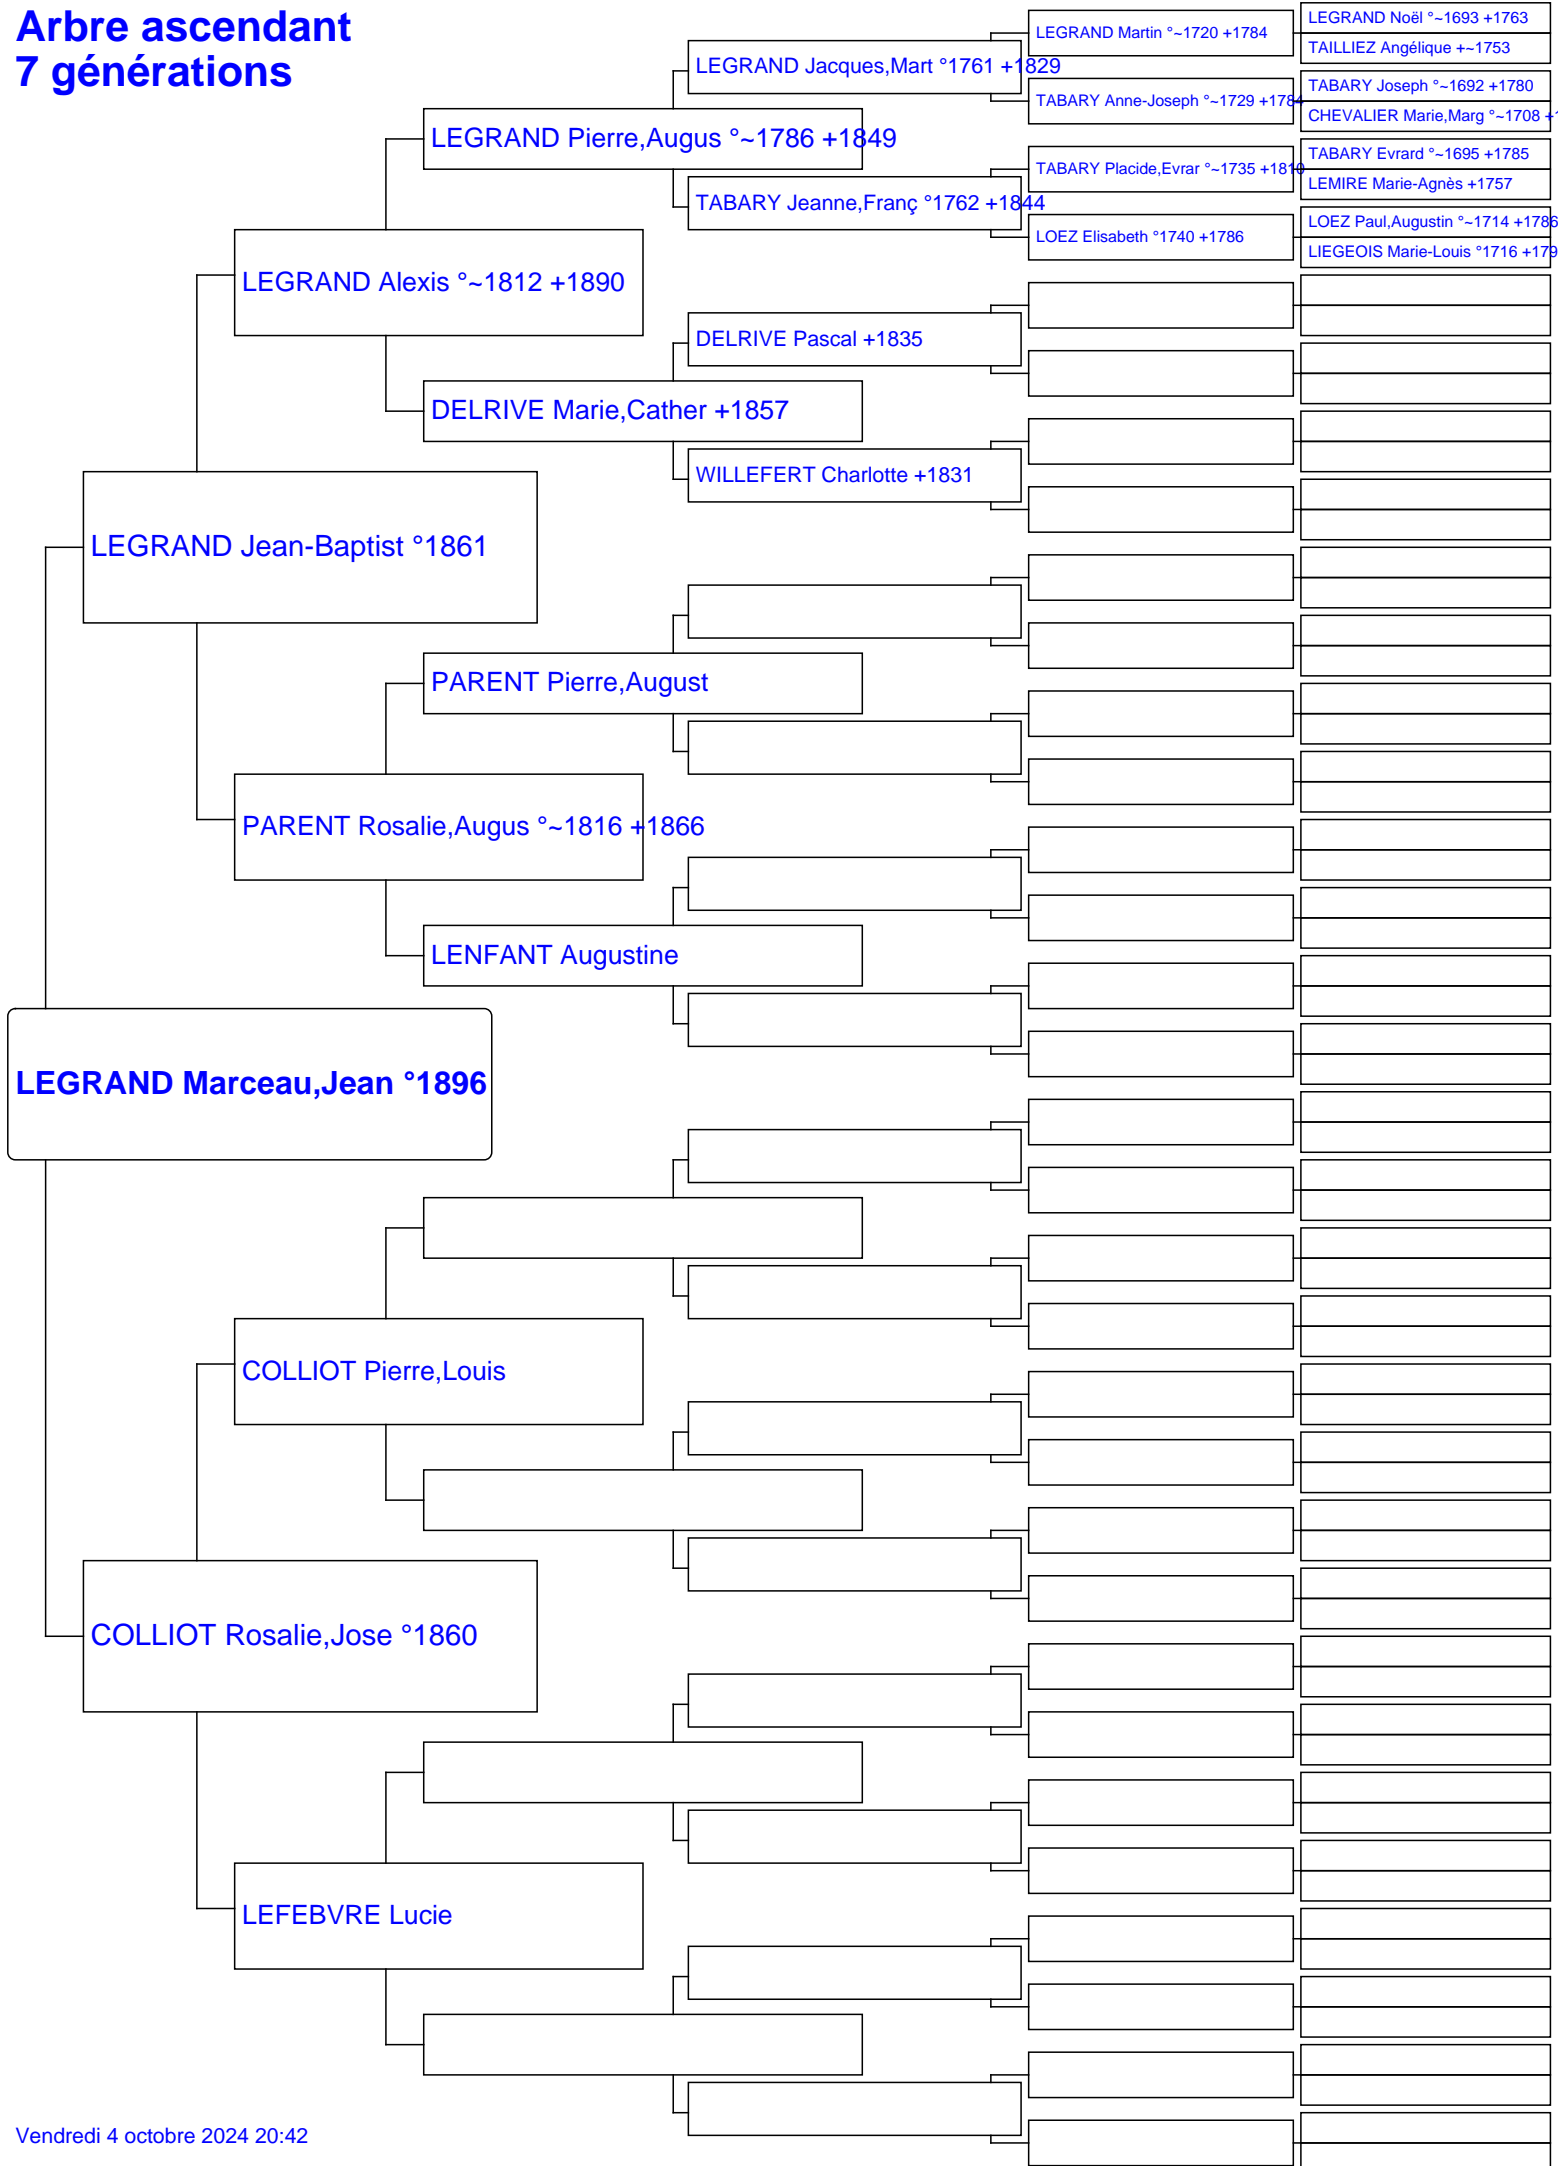 Arbre ascendant
7 générations
LEGRAND Martin °~1720 +1784
LEGRAND Noël °~1693 +1763
TAILLIEZ Angélique +~1753
LEGRAND Jacques,Mart °1761 +1829
TABARY Anne-Joseph °~1729 +1784
TABARY Joseph °~1692 +1780
CHEVALIER Marie,Marg °~1708 +1
LEGRAND Pierre,Augus °~1786 +1849
TABARY Placide,Evrar °~1735 +1810
TABARY Evrard °~1695 +1785
LEMIRE Marie-Agnès +1757
TABARY Jeanne,Franç °1762 +1844
LOEZ Elisabeth °1740 +1786
LOEZ Paul,Augustin °~1714 +1786
LIEGEOIS Marie-Louis °1716 +179
LEGRAND Alexis °~1812 +1890
DELRIVE Pascal +1835
DELRIVE Marie,Cather +1857
WILLEFERT Charlotte +1831
LEGRAND Jean-Baptist °1861
PARENT Pierre,August
PARENT Rosalie,Augus °~1816 +1866
LENFANT Augustine
LEGRAND Marceau,Jean °1896
COLLIOT Pierre,Louis
COLLIOT Rosalie,Jose °1860
LEFEBVRE Lucie
Vendredi 4 octobre 2024 20:42